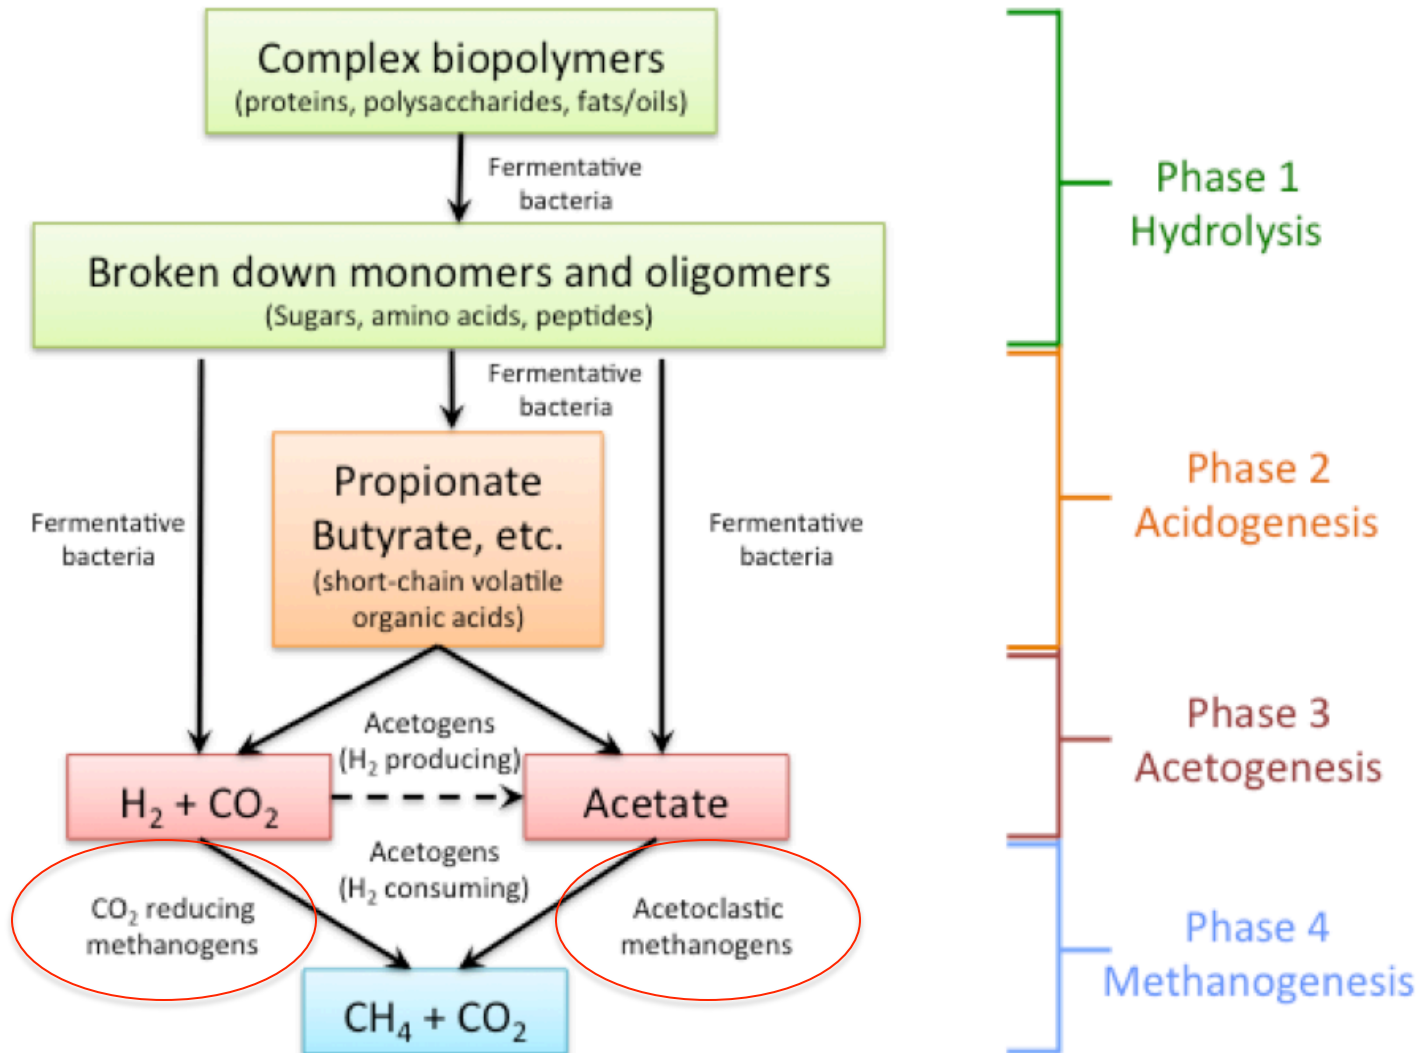 Complex biopolymers
(proteins, polysaccharides, fats/oils)
Fermentative
bacteria
Phase 1
Hydrolysis
Broken down monomers and oligomers
(Sugars, amino acids, peptides)
Fermentative
bacteria
Propionate
Butyrate, etc.
(short-chain volatile
organic acids)
Fermentative
bacteria
Fermentative
bacteria
Phase 2
Acidogenesis
Acetogens
(H₂ producing)
H₂ + CO₂
Acetate
Phase 3
Acetogenesis
Acetogens
(H₂ consuming)
CO₂ reducing
methanogens
Acetoclastic
methanogens
CH₄ + CO₂
Phase 4
Methanogenesis